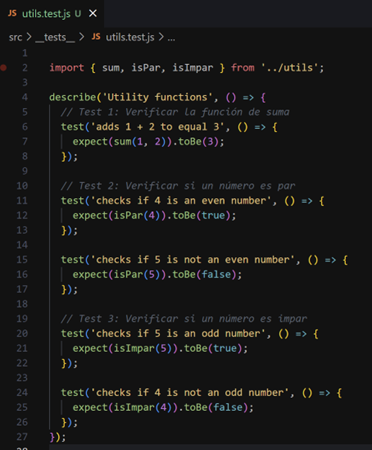 JS utils.test.js U X
src > __tests__ > JS utils.test.js > ...
1
2 import { sum, isPar, isImpar } from '../utils';
3
4 describe('Utility functions', () => {
5 // Test 1: Verificar la función de suma
6 test('adds 1 + 2 to equal 3', () => {
7 expect(sum(1, 2)).toBe(3);
8 });
9
10 // Test 2: Verificar si un número es par
11 test('checks if 4 is an even number', () => {
12 expect(isPar(4)).toBe(true);
13 });
14
15 test('checks if 5 is not an even number', () => {
16 expect(isPar(5)).toBe(false);
17 });
18
19 // Test 3: Verificar si un número es impar
20 test('checks if 5 is an odd number', () => {
21 expect(isImpar(5)).toBe(true);
22 });
23
24 test('checks if 4 is not an odd number', () => {
25 expect(isImpar(4)).toBe(false);
26 });
27 });
28